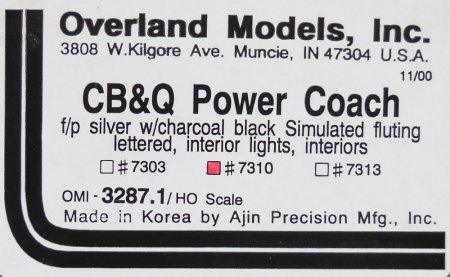 Overland Models, Inc.
3808 W.Kilgore Ave. Muncie, IN 47304 U.S.A.
11/00
CB&Q Power Coach
f/p silver w/charcoal black Simulated fluting
lettered, interior lights, interiors
#7303 #7310 #7313
OMI - 3287.1/ HO Scale
Made in Korea by Ajin Precision Mfg., Inc.